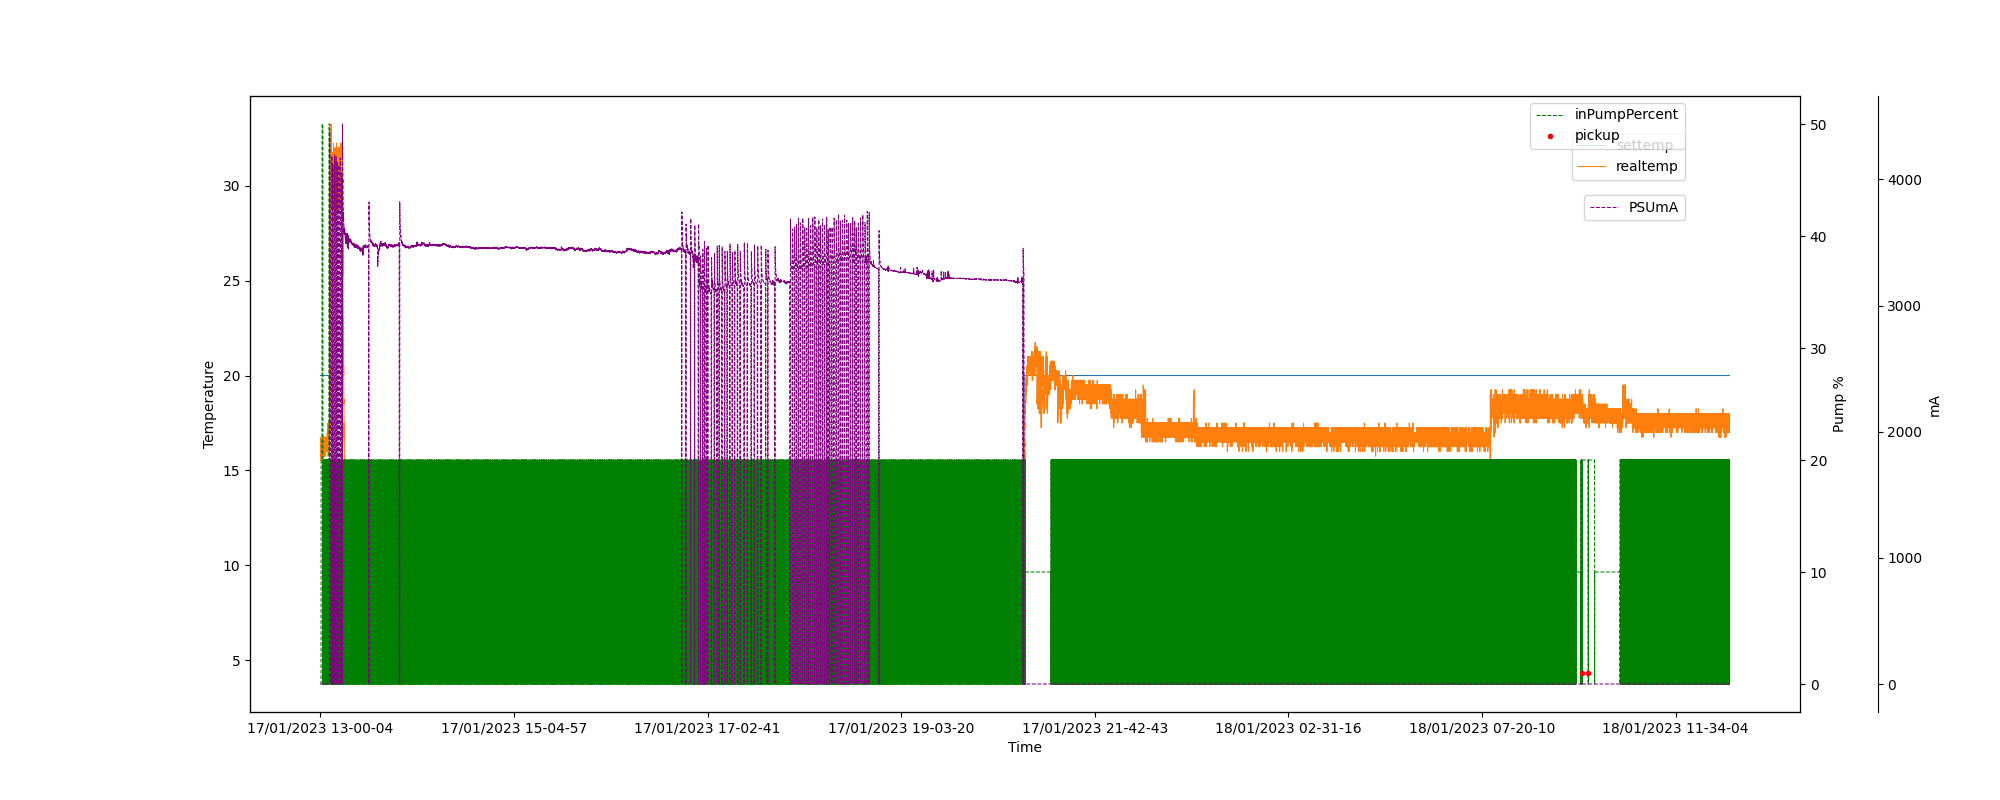 inPumpPercent
pickup
settemp
realtemp
PSUmA
Temperature
30
25
20
15
10
5
50
40
30
20
10
0
Pump %
4000
3000
2000
1000
0
mA
17/01/2023 13-00-04
17/01/2023 15-04-57
17/01/2023 17-02-41
17/01/2023 19-03-20
17/01/2023 21-42-43
18/01/2023 02-31-16
18/01/2023 07-20-10
18/01/2023 11-34-04
Time